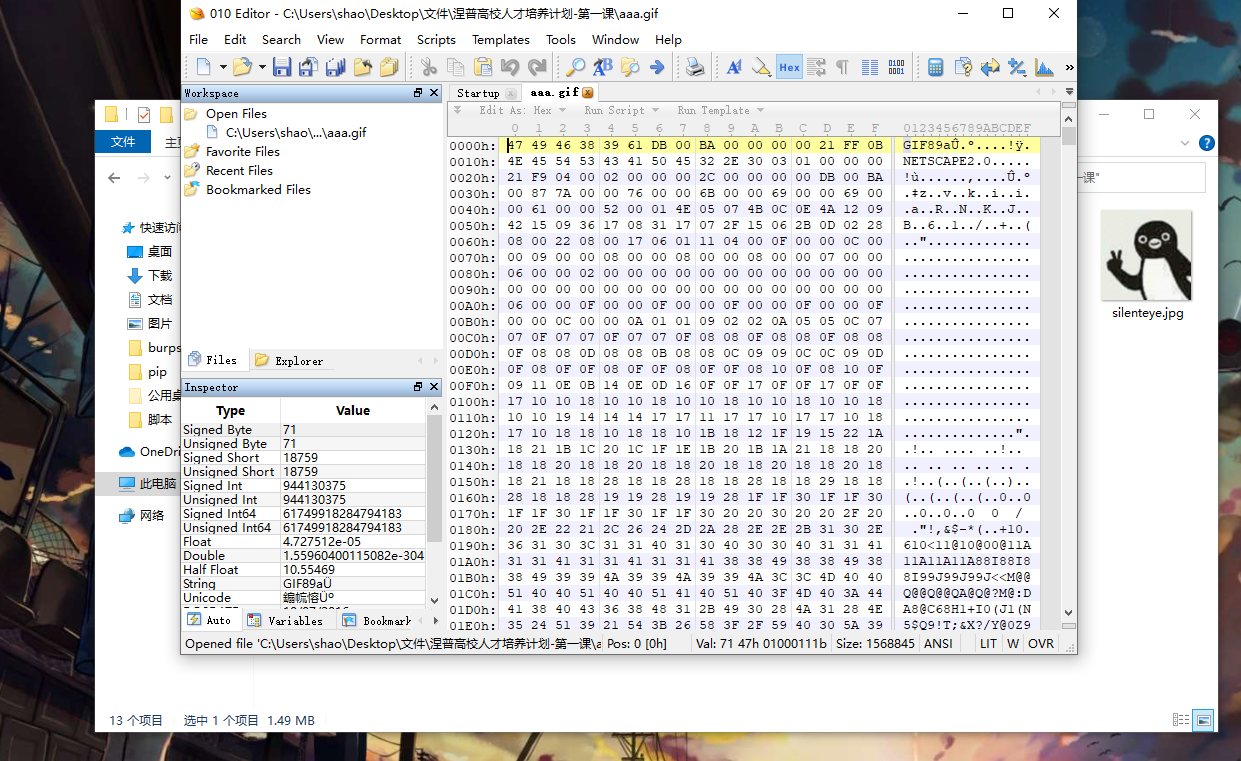 010 Editor - C:\Users\shao\Desktop\文件\涅普高校人才培养计划-第一课\aaa.gif
File Edit Search View Format Scripts Templates Tools Window Help
Workspace
Open Files
C:\Users\shao\...\aaa.gif
Favorite Files
Recent Files
Bookmarked Files
Files Explorer
Inspector
Type Value
Signed Byte 71
Unsigned Byte 71
Signed Short 18759
Unsigned Short 18759
Signed Int 944130375
Unsigned Int 944130375
Signed Int64 61749918284794183
Unsigned Int64 61749918284794183
Float 4.727512e-05
Double 1.55960400115082e-304
Half Float 10.55469
String GIF89aÛ
Auto Variables Bookmark
Startup aaa.gif
Edit As: Hex Run Script Run Template
0 1 2 3 4 5 6 7 8 9 A B C D E F 0123456789ABCDEF
0000h: 47 49 46 38 39 61 DB 00 BA 00 00 00 00 21 FF 0B GIF89aÛ.º....!ÿ.
0010h: 4E 45 54 53 43 41 50 45 32 2E 30 03 01 00 00 00 NETSCAPE2.0.....
0020h: 21 F9 04 00 02 00 00 00 2C 00 00 00 00 DB 00 BA !ù......,....Û.º
0030h: 00 87 7A 00 00 76 00 00 6B 00 00 69 00 00 69 00 .‡z..v..k..i..i.
0040h: 00 61 00 00 52 00 01 4E 05 07 4B 0C 0E 4A 12 09 .a..R..N..K..J..
0050h: 42 15 09 36 17 08 31 17 07 2F 15 06 2B 0D 02 28 B..6..1../..+..(
0060h: 08 00 22 08 00 17 06 01 11 04 00 0F 00 00 0C 00 ..".............
0070h: 00 09 00 00 08 00 00 08 00 00 08 00 00 07 00 00 ................
0080h: 06 00 00 02 00 00 00 00 00 00 00 00 00 00 00 00 ................
0090h: 00 00 00 00 00 00 00 00 00 00 00 00 00 00 00 00 ................
00A0h: 06 00 00 0F 00 00 0F 00 00 0F 00 00 0F 00 00 0F ................
00B0h: 00 00 0C 00 00 0A 01 01 09 02 02 0A 05 05 0C 07 ................
00C0h: 07 0F 07 07 0F 07 07 0F 08 08 0F 08 08 0F 08 08 ................
00D0h: 0F 08 08 0D 08 08 0B 08 08 0C 09 09 0C 0C 09 0D ................
00E0h: 0F 08 0F 0F 08 0F 0F 08 0F 0F 08 10 0F 08 10 0F ................
00F0h: 09 11 0E 0B 14 0E 0D 16 0F 0F 17 0F 0F 17 0F 0F ................
0100h: 17 10 10 18 10 10 18 10 10 18 10 10 18 10 10 18 ................
0110h: 10 10 19 14 14 14 17 17 11 17 17 10 17 17 10 18 ................
0120h: 17 10 18 18 10 18 18 10 1B 18 12 1F 19 15 22 1A ..............".
0130h: 18 21 1B 1C 20 1C 1F 1E 1B 20 1B 1A 21 18 18 20 .!.. .... ..!.. 
0140h: 18 18 20 18 18 20 18 18 20 18 18 20 18 18 20 18 .. .. .. .. .. .
0150h: 18 21 18 18 28 18 18 28 18 18 28 18 18 29 18 18 .!..(..(..(..)..
0160h: 28 18 18 28 19 19 28 19 19 28 1F 1F 30 1F 1F 30 (..(..(..(..0..0
0170h: 1F 1F 30 1F 1F 30 1F 1F 30 20 20 30 20 20 2F 20 ..0..0..0  0  / 
0180h: 20 2E 22 21 2C 26 24 2D 2A 28 2E 2E 2B 31 30 2E  ."!,&$-*(..+10.
0190h: 36 31 30 3C 31 31 40 31 30 40 30 30 40 31 31 41 610<11@10@00@11A
01A0h: 31 31 41 31 31 41 31 31 41 38 38 49 38 38 49 38 11A11A11A88I88I8
01B0h: 38 49 39 39 4A 39 39 4A 39 39 4A 3C 3C 4D 40 40 8I99J99J99J<<M@@
01C0h: 51 40 40 51 40 40 51 41 40 51 40 3F 4D 40 3A 44 Q@@Q@@QA@Q@?M@:D
01D0h: 41 38 40 43 36 38 48 31 2B 49 30 28 4A 31 28 4E A8@C68H1+I0(J1(N
01E0h: 35 24 51 39 21 54 3B 26 58 3F 2F 59 40 30 5A 39 5$Q9!T;&X?/Y@0Z9
Opened file 'C:\Users\shao\Desktop\文件\涅普高校人才培养计划-第一课\a Pos: 0 [0h] Val: 71 47h 01000111b Size: 1568845 ANSI LIT W OVR
文件
快速访
桌面
下载
文档
图片
burps
pip
公用
脚本
OneDri
此电脑
网络
课"
silenteye.jpg
13 个项目 选中 1 个项目 1.49 MB